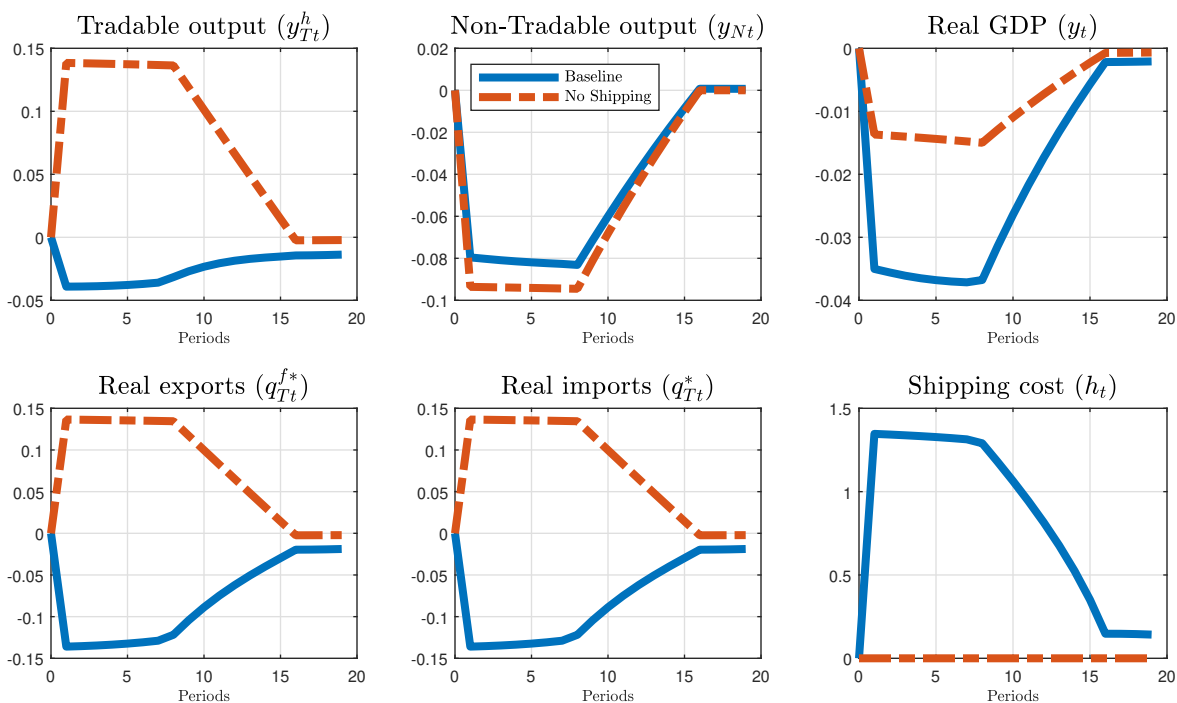 Tradable output (y_{Tt}^{h})
0.15
0.1
0.05
0
-0.05
0 5 10 15 20
Periods
Non-Tradable output (y_{Nt})
0.02
0
-0.02
-0.04
-0.06
-0.08
-0.1
Baseline
No Shipping
0 5 10 15 20
Periods
Real GDP (y_t)
0
-0.01
-0.02
-0.03
-0.04
0 5 10 15 20
Periods
Real exports (q_{Tt}^{f*})
0.15
0.1
0.05
0
-0.05
-0.1
-0.15
0 5 10 15 20
Periods
Real imports (q_{Tt}^{*})
0.15
0.1
0.05
0
-0.05
-0.1
-0.15
0 5 10 15 20
Periods
Shipping cost (h_t)
1.5
1
0.5
0
0 5 10 15 20
Periods